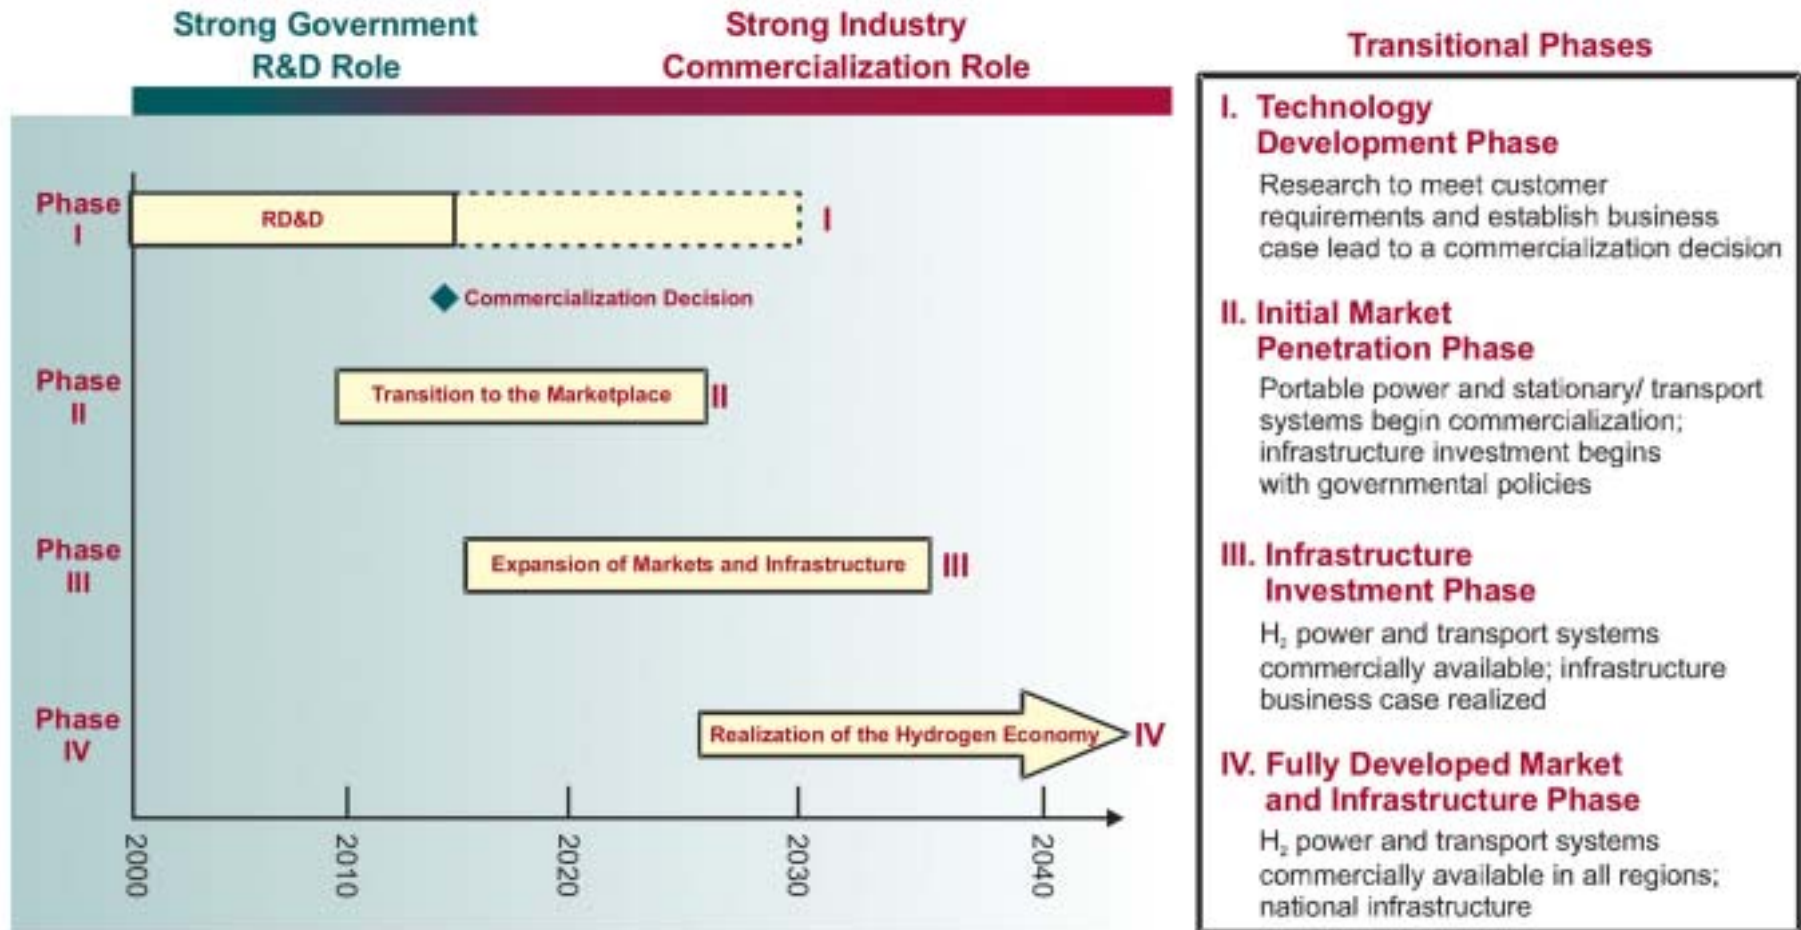 Strong Government
R&D Role
Strong Industry
Commercialization Role
Phase
I
RD&D
I
Commercialization Decision
Phase
II
Transition to the Marketplace
II
Phase
III
Expansion of Markets and Infrastructure
III
Phase
IV
Realization of the Hydrogen Economy
IV
2000
2010
2020
2030
2040
Transitional Phases
I. Technology
Development Phase
Research to meet customer
requirements and establish business
case lead to a commercialization decision
II. Initial Market
Penetration Phase
Portable power and stationary/ transport
systems begin commercialization;
infrastructure investment begins
with governmental policies
III. Infrastructure
Investment Phase
H₂ power and transport systems
commercially available; infrastructure
business case realized
IV. Fully Developed Market
and Infrastructure Phase
H₂ power and transport systems
commercially available in all regions;
national infrastructure